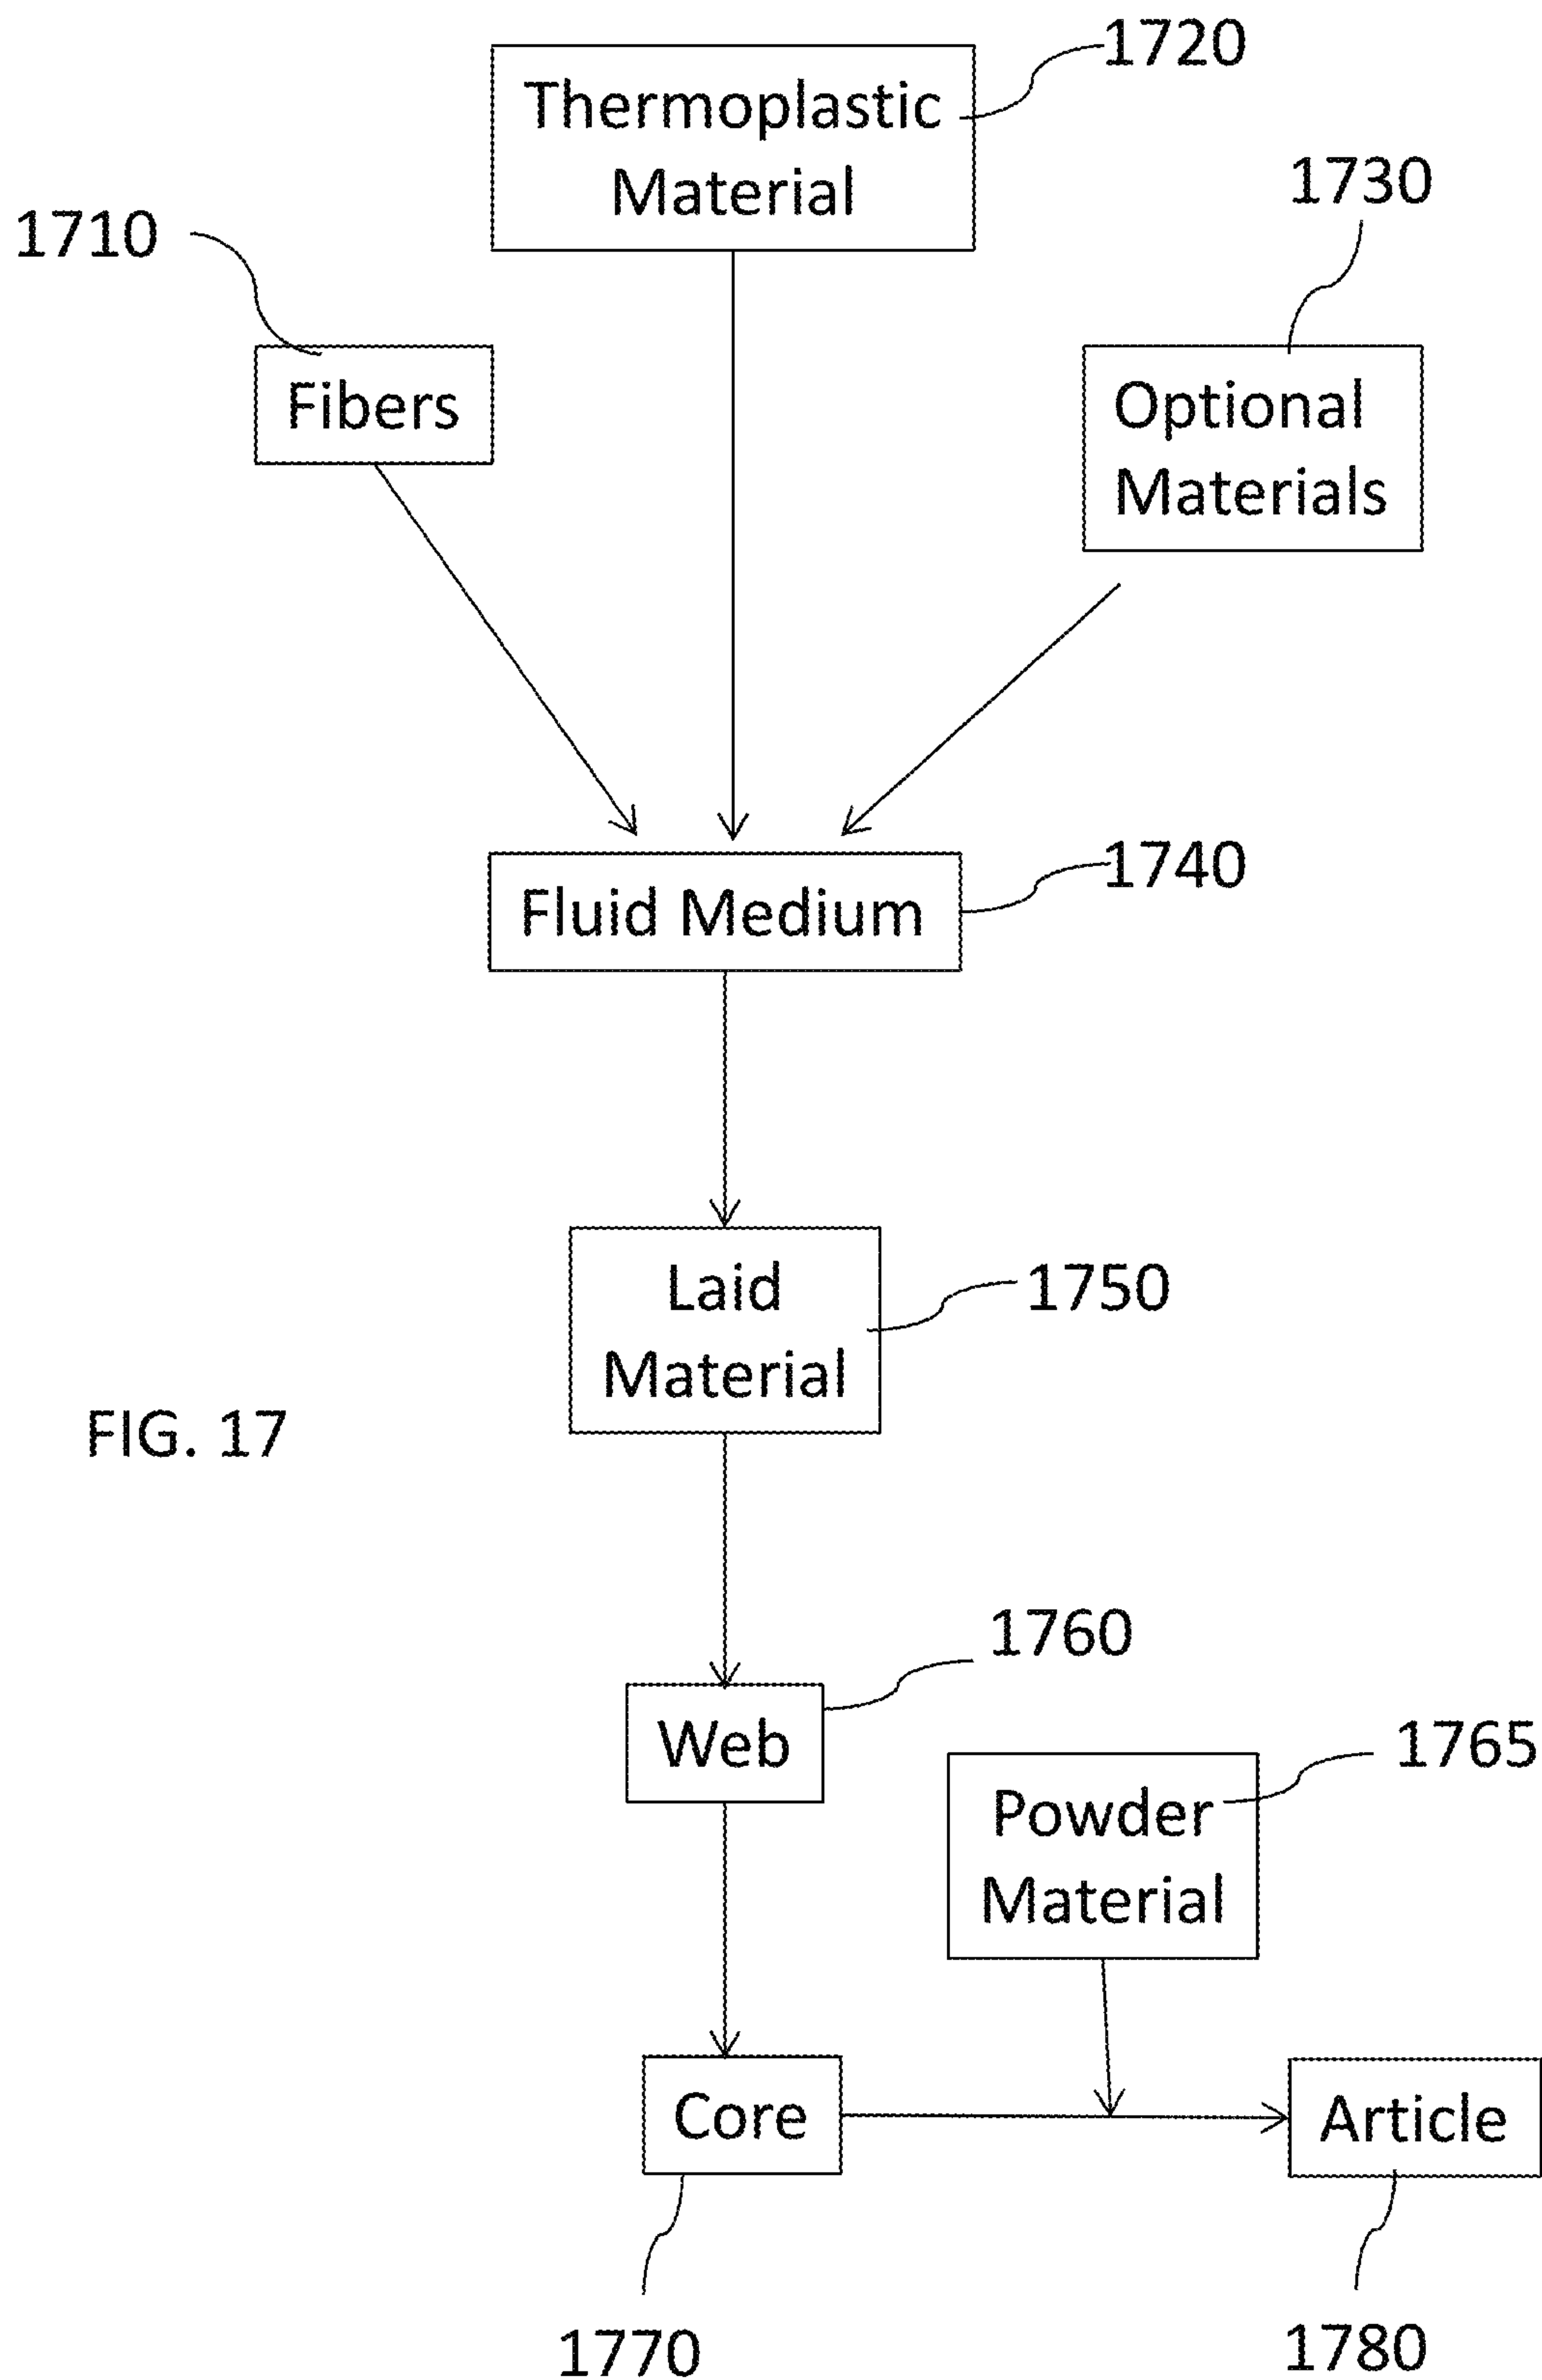 1720
Thermoplastic
Material
1730
1710
Fibers
Optional
Materials
1740
Fluid Medium
Laid
Material
1750
FIG. 17
1760
Web
1765
Powder
Material
Core
Article
1770
1780